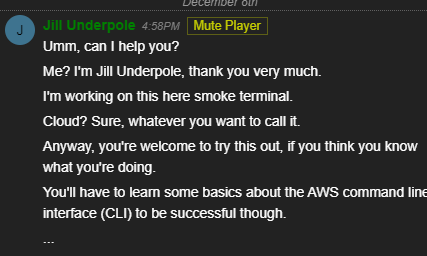 December 8th
J
Jill Underpole 4:58PM Mute Player
Umm, can I help you?
Me? I'm Jill Underpole, thank you very much.
I'm working on this here smoke terminal.
Cloud? Sure, whatever you want to call it.
Anyway, you're welcome to try this out, if you think you know
what you're doing.
You'll have to learn some basics about the AWS command line
interface (CLI) to be successful though.
...